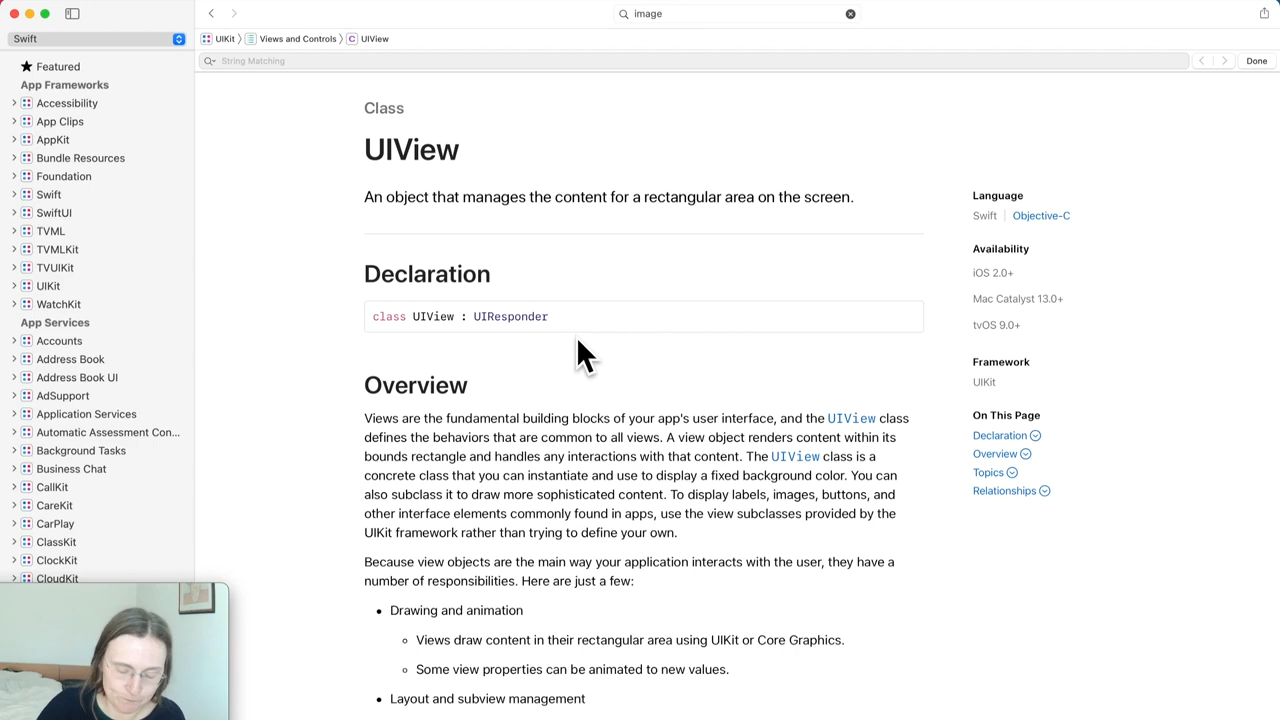 image
Swift
UIKit
Views and Controls
C
UIView
String Matching
Done
Featured
App Frameworks
Accessibility
App Clips
AppKit
Bundle Resources
Foundation
Swift
SwiftUI
TVML
TVMLKit
TVUIKit
UIKit
WatchKit
App Services
Accounts
Address Book
Address Book UI
AdSupport
Application Services
Automatic Assessment Con...
Background Tasks
Business Chat
CallKit
CareKit
CarPlay
ClassKit
ClockKit
CloudKit
Class
UIView
An object that manages the content for a rectangular area on the screen.
Declaration
class UIView : UIResponder
Overview
Views are the fundamental building blocks of your app's user interface, and the UIView class
defines the behaviors that are common to all views. A view object renders content within its
bounds rectangle and handles any interactions with that content. The UIView class is a
concrete class that you can instantiate and use to display a fixed background color. You can
also subclass it to draw more sophisticated content. To display labels, images, buttons, and
other interface elements commonly found in apps, use the view subclasses provided by the
UIKit framework rather than trying to define your own.
Because view objects are the main way your application interacts with the user, they have a
number of responsibilities. Here are just a few:
• Drawing and animation
Views draw content in their rectangular area using UIKit or Core Graphics.
Some view properties can be animated to new values.
• Layout and subview management
Language
Swift | Objective-C
Availability
iOS 2.0+
Mac Catalyst 13.0+
tvOS 9.0+
Framework
UIKit
On This Page
Declaration
Overview
Topics
Relationships